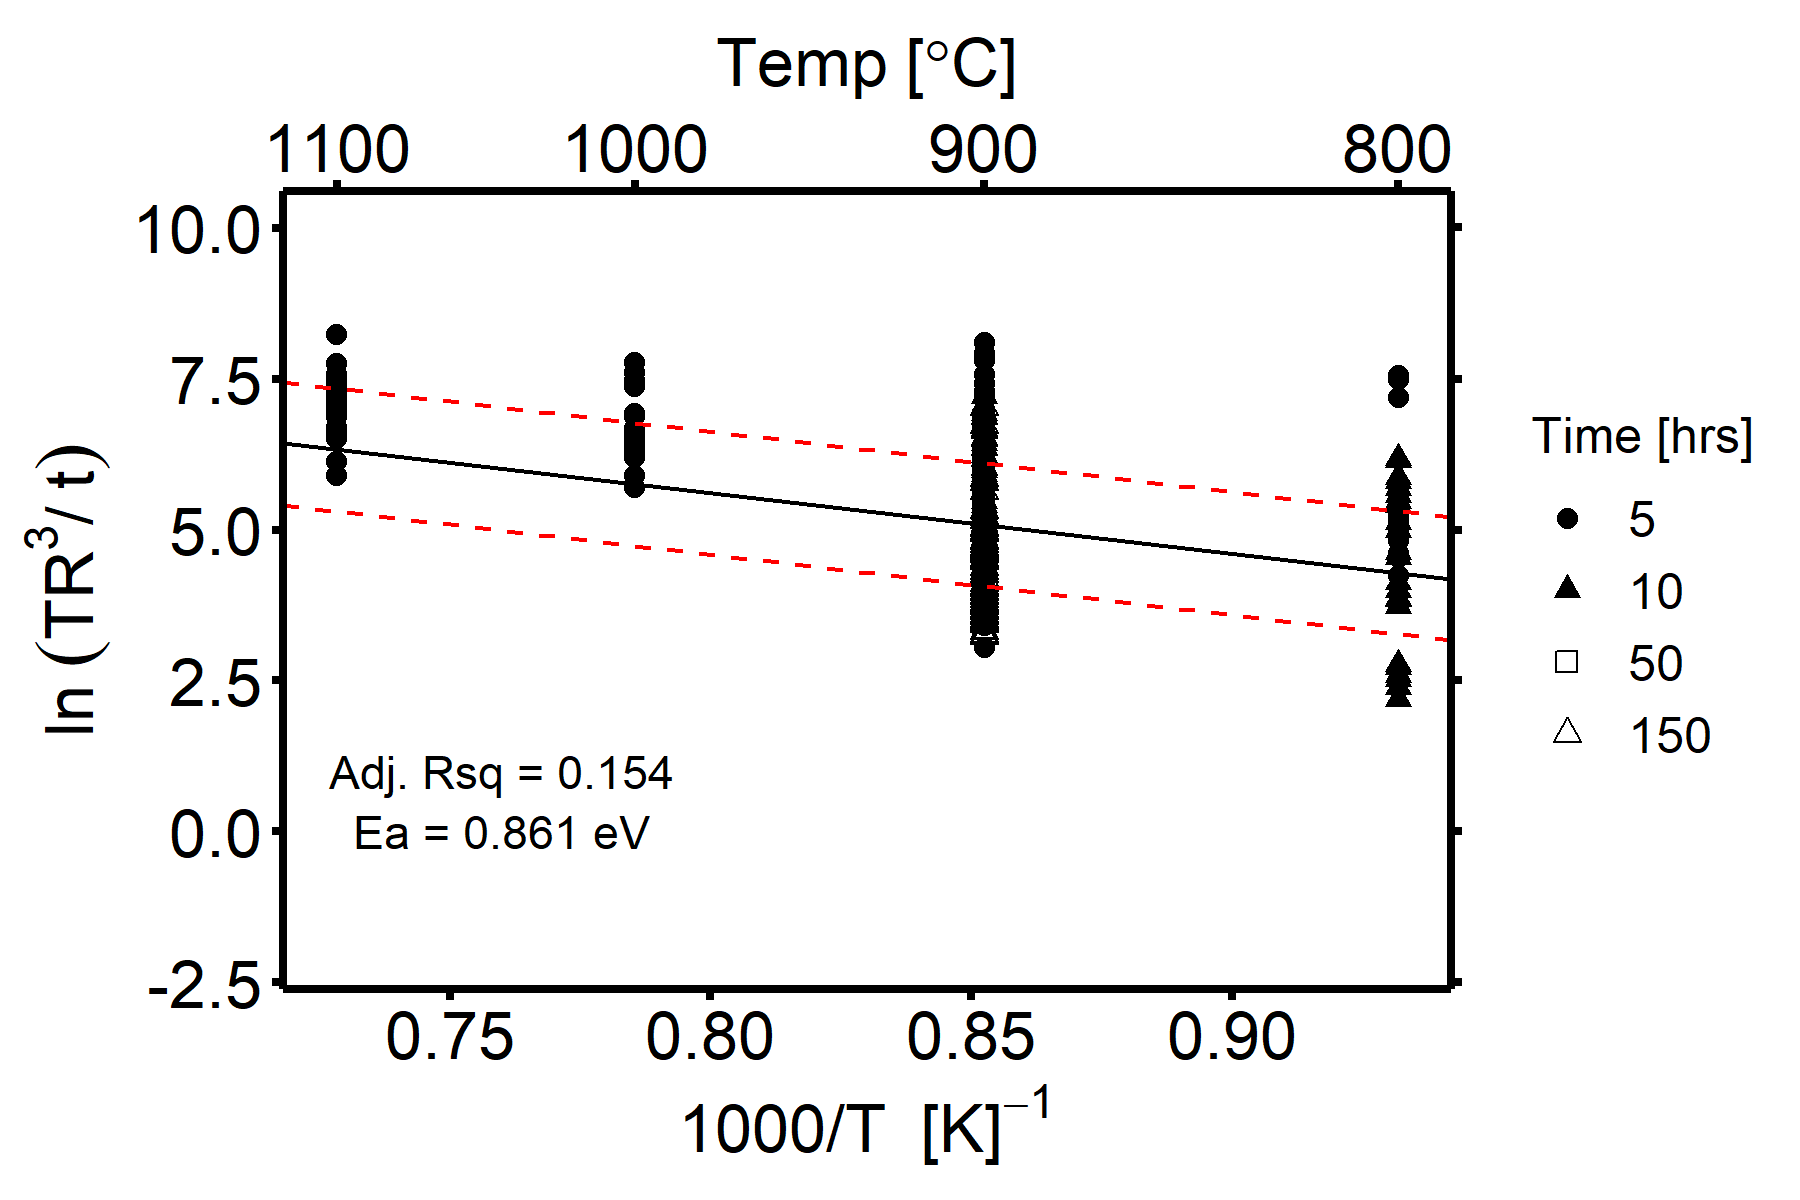 Temp [°C]
1100 1000 900 800
10.0
7.5
5.0
2.5
0.0
-2.5
ln (TR³/ t)
Adj. Rsq = 0.154
Ea = 0.861 eV
0.75 0.80 0.85 0.90
1000/T [K]⁻¹
Time [hrs]
5
10
50
150